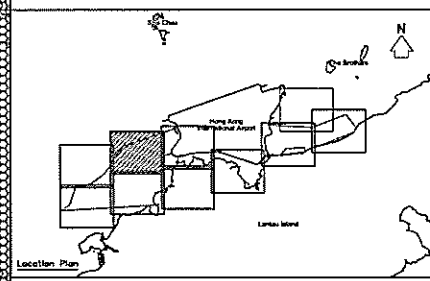 Sha Chau
N
The Brothers
Hong Kong
International Airport
Lantau Island
Location Plan